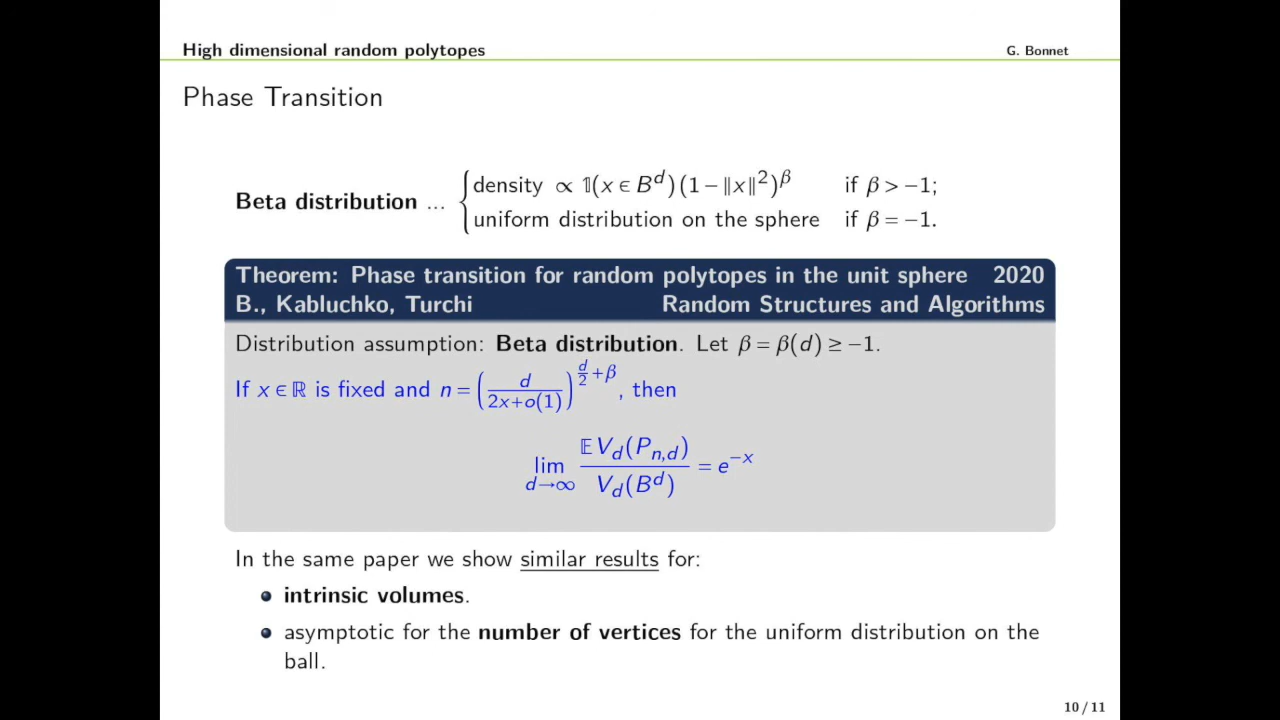 High dimensional random polytopes G. Bonnet
Phase Transition
Beta distribution ... { density ∝ 𝟙(x ∈ B^d)(1 − ‖x‖^2)^β if β > −1;
uniform distribution on the sphere if β = −1.
Theorem: Phase transition for random polytopes in the unit sphere 2020
B., Kabluchko, Turchi Random Structures and Algorithms
Distribution assumption: Beta distribution. Let β = β(d) ≥ −1.
If x ∈ ℝ is fixed and n = (d / (2x+o(1)))^{d/2+β}, then
lim_{d→∞} 𝔼 V_d(P_{n,d}) / V_d(B^d) = e^{−x}
In the same paper we show similar results for:
intrinsic volumes.
asymptotic for the number of vertices for the uniform distribution on the
ball.
10 / 11